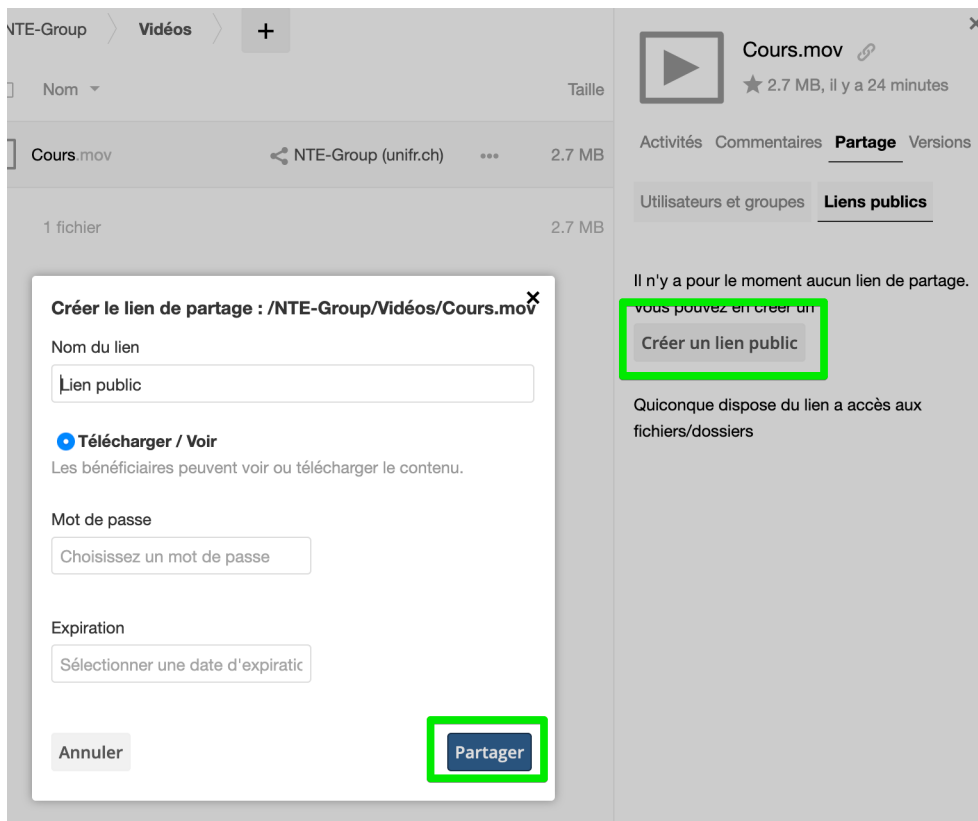 NTE-Group Vidéos +
Nom Taille
Cours.mov NTE-Group (unifr.ch) ••• 2.7 MB
1 fichier 2.7 MB
Créer le lien de partage : /NTE-Group/Vidéos/Cours.mov
Nom du lien
Lien public
Télécharger / Voir
Les bénéficiaires peuvent voir ou télécharger le contenu.
Mot de passe
Choisissez un mot de passe
Expiration
Sélectionner une date d'expiratic
Annuler Partager
Cours.mov
2.7 MB, il y a 24 minutes
Activités Commentaires Partage Versions
Utilisateurs et groupes Liens publics
Il n'y a pour le moment aucun lien de partage.
Vous pouvez en créer un
Créer un lien public
Quiconque dispose du lien a accès aux
fichiers/dossiers